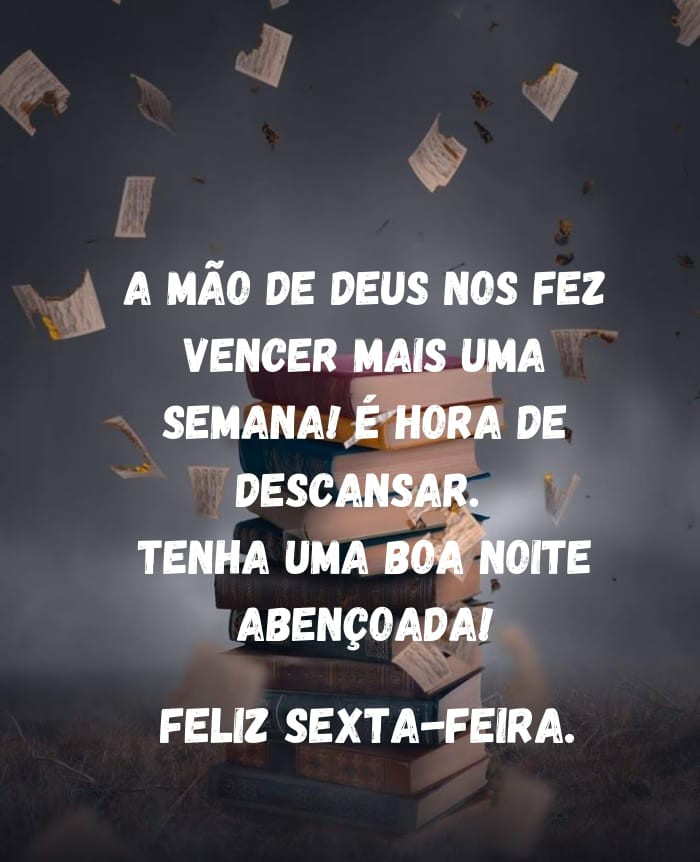 A MÃO DE DEUS NOS FEZ
VENCER MAIS UMA
SEMANA! É HORA DE
DESCANSAR.
TENHA UMA BOA NOITE
ABENÇOADA!
FELIZ SEXTA-FEIRA.